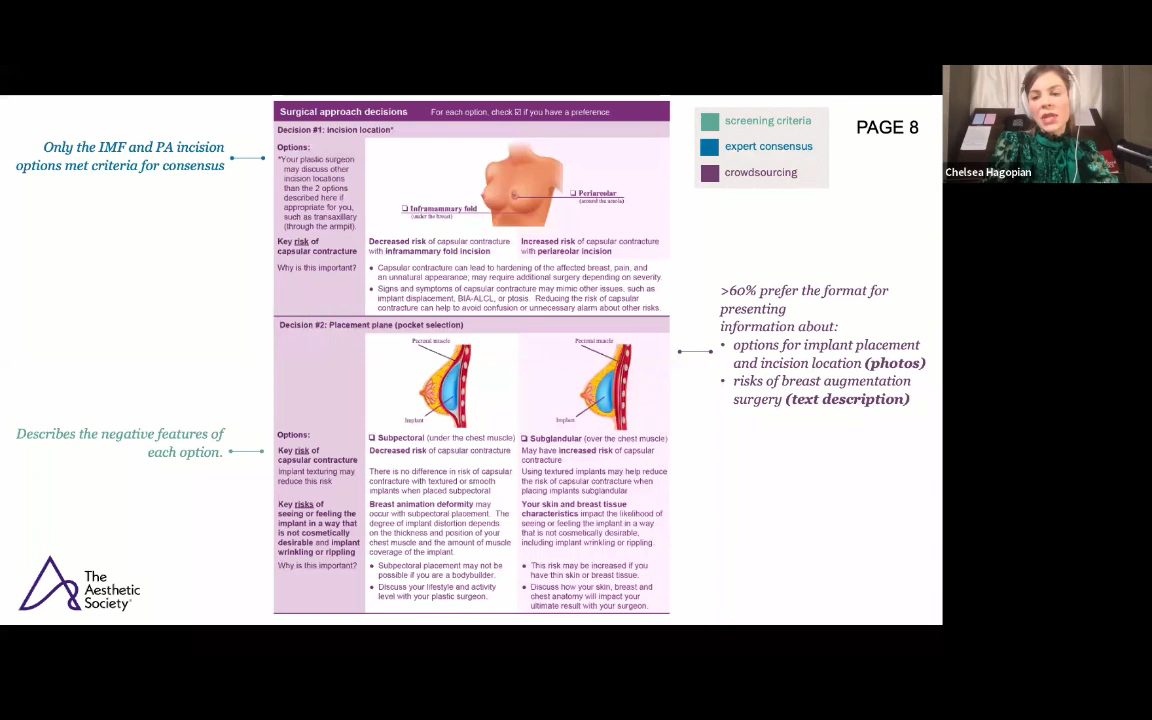 Surgical approach decisions For each option, check ☑ if you have a preference
Decision #1: incision location*
Options:
*Your plastic surgeon
may discuss other
incision locations
than the 2 options
described here if
appropriate for you,
such as transaxillary
(through the armpit).
❑ Periareolar
(around the areola)
❑ Inframammary fold
(under the breast)
Key risk of
capsular contracture
Decreased risk of capsular contracture
with inframammary fold incision
Increased risk of capsular contracture
with periareolar incision
Why is this important?
• Capsular contracture can lead to hardening of the affected breast, pain, and
an unnatural appearance; may require additional surgery depending on severity.
• Signs and symptoms of capsular contracture may mimic other issues, such as
implant displacement, BIA-ALCL, or ptosis Reducing the risk of capsular
contracture can help to avoid confusion or unnecessary alarm about other risks.
Decision #2: Placement plane (pocket selection)
Pectoral muscle
Implant
Pectoral muscle
Implant
Options:
❑ Subpectoral (under the chest muscle)
❑ Subglandular (over the chest muscle)
Key risk of
capsular contracture
Decreased risk of capsular contracture
May have increased risk of capsular
contracture
Implant texturing may
reduce this risk
There is no difference in risk of capsular
contracture with textured or smooth
implants when placed subpectoral
Using textured implants may help reduce
the risk of capsular contracture when
placing implants subglandular
Key risks of
seeing or feeling the
implant in a way that
is not cosmetically
desirable and implant
wrinkling or rippling
Breast animation deformity may
occur with subpectoral placement. The
degree of implant distortion depends
on the thickness and position of your
chest muscle and the amount of muscle
coverage of the implant.
Your skin and breast tissue
characteristics impact the likelihood of
seeing or feeling the implant in a way
that is not cosmetically desirable,
including implant wrinkling or rippling.
Why is this important?
• Subpectoral placement may not be
possible if you are a bodybuilder.
• Discuss your lifestyle and activity
level with your plastic surgeon.
• This risk may be increased if you
have thin skin or breast tissue.
• Discuss how your skin, breast and
chest anatomy will impact your
ultimate result with your surgeon.
Only the IMF and PA incision
options met criteria for consensus
Describes the negative features of
each option.
The
Aesthetic
Society®
screening criteria
expert consensus
crowdsourcing
PAGE 8
>60% prefer the format for
presenting
information about:
• options for implant placement
and incision location (photos)
• risks of breast augmentation
surgery (text description)
Chelsea Hagopian